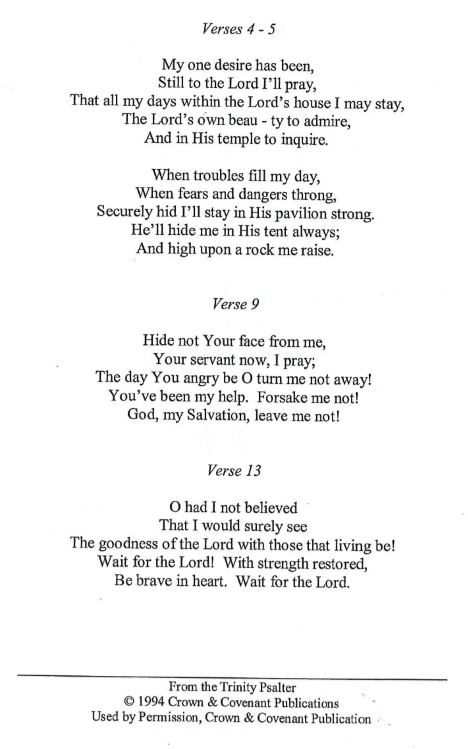 Verses 4 - 5
My one desire has been,
Still to the Lord I'll pray,
That all my days within the Lord's house I may stay,
The Lord's own beau - ty to admire,
And in His temple to inquire.
When troubles fill my day,
When fears and dangers throng,
Securely hid I'll stay in His pavilion strong.
He'll hide me in His tent always;
And high upon a rock me raise.
Verse 9
Hide not Your face from me,
Your servant now, I pray;
The day You angry be O turn me not away!
You've been my help. Forsake me not!
God, my Salvation, leave me not!
Verse 13
O had I not believed
That I would surely see
The goodness of the Lord with those that living be!
Wait for the Lord! With strength restored,
Be brave in heart. Wait for the Lord.
From the Trinity Psalter
© 1994 Crown & Covenant Publications
Used by Permission, Crown & Covenant Publication